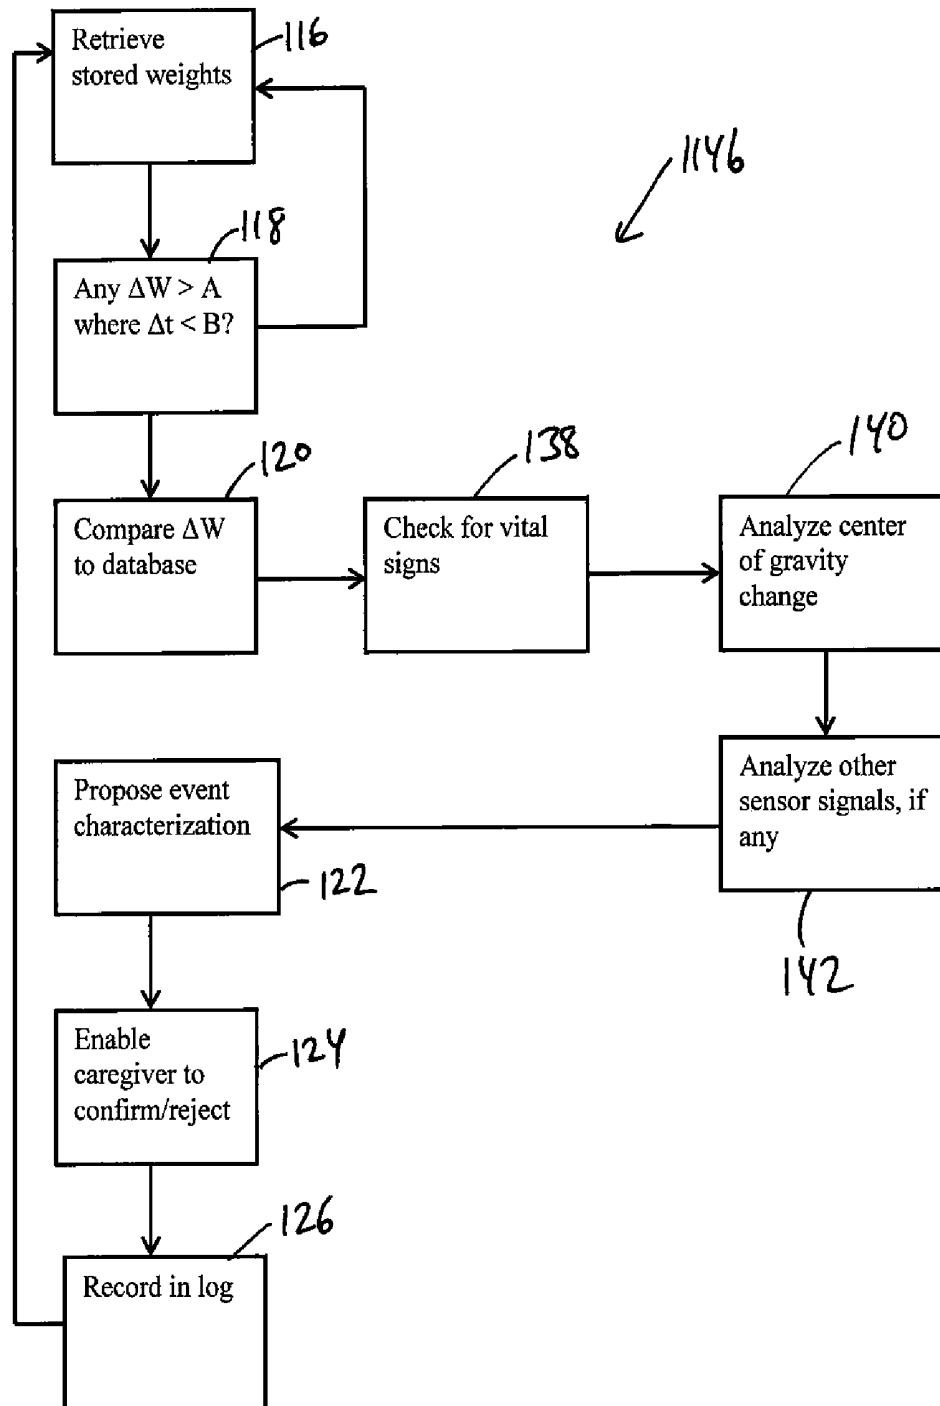 Retrieve
stored weights
116
1146
118
Any ΔW > A
where Δt < B?
120
Compare ΔW
to database
138
Check for vital
signs
140
Analyze center
of gravity
change
Analyze other
sensor signals, if
any
142
Propose event
characterization
122
Enable
caregiver to
confirm/reject
124
126
Record in log